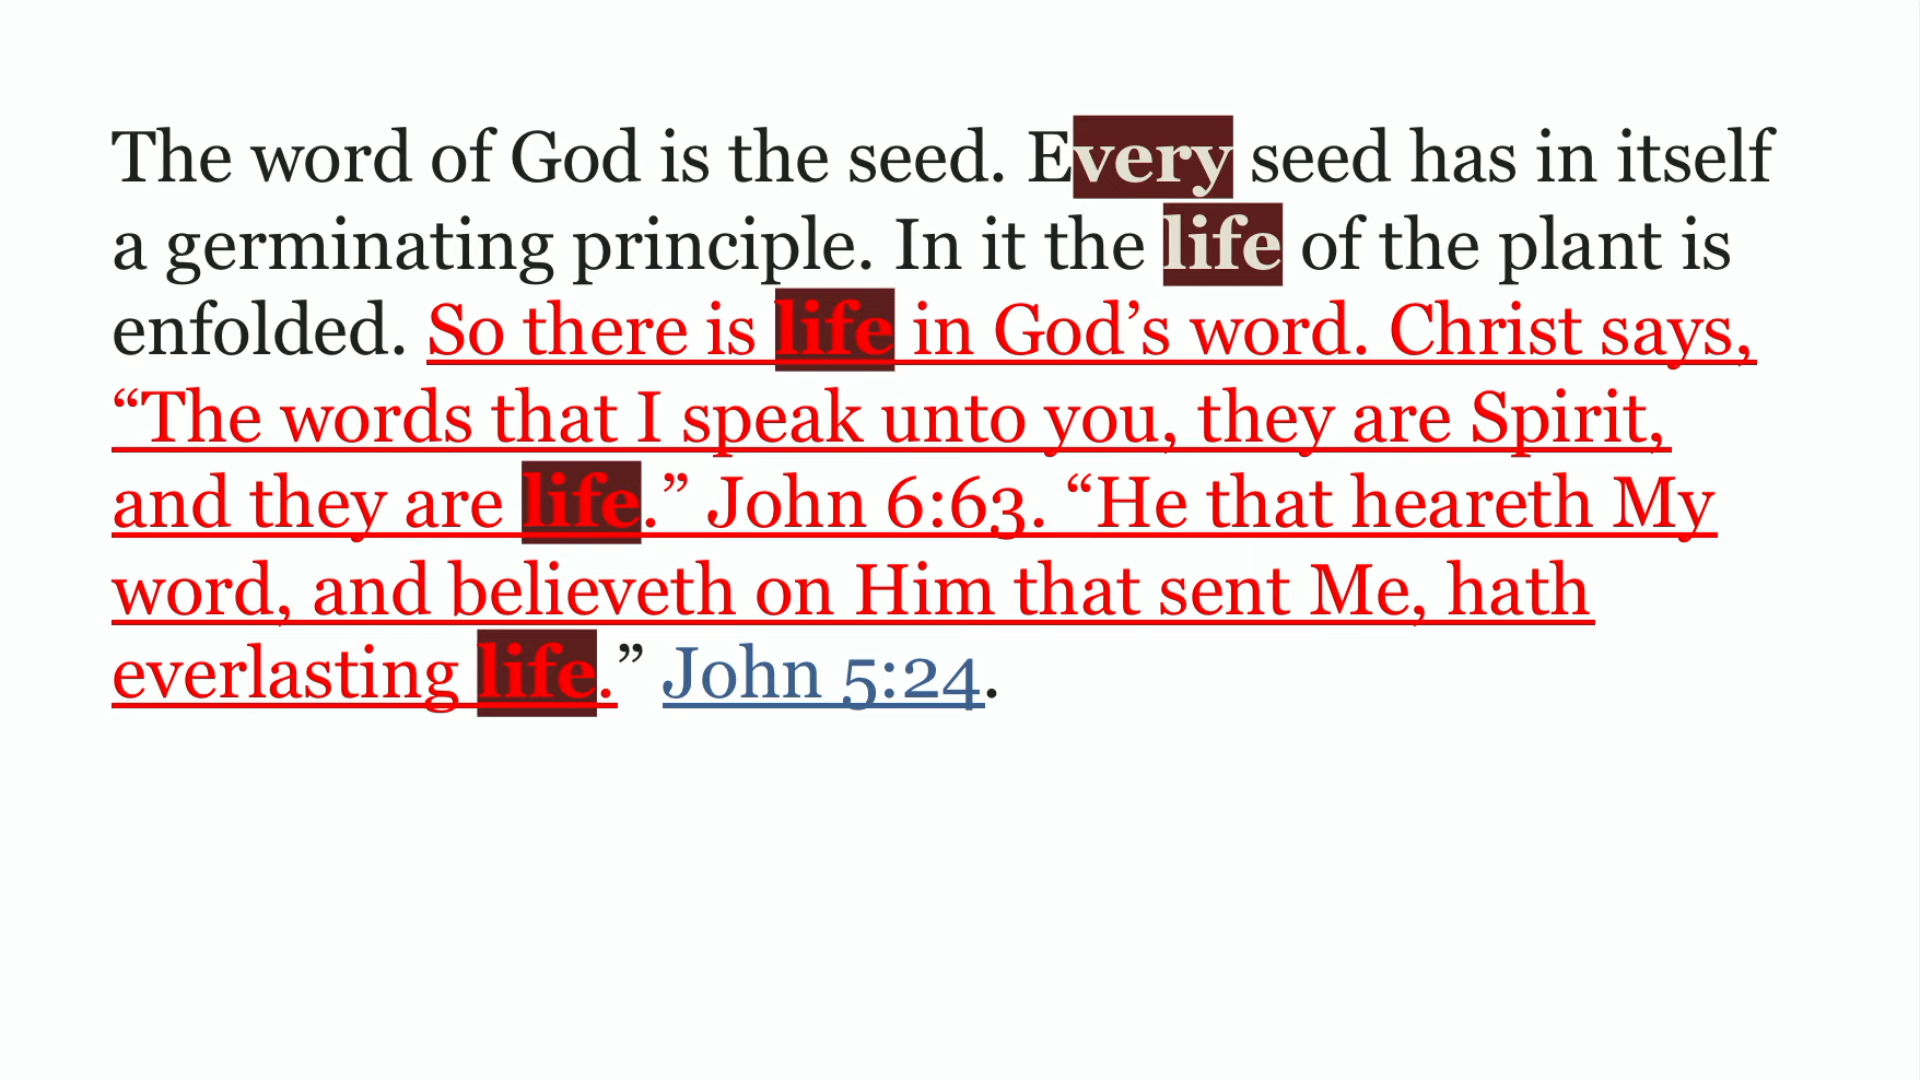 The word of God is the seed. Every seed has in itself
a germinating principle. In it the life of the plant is
enfolded. So there is life in God’s word. Christ says,
“The words that I speak unto you, they are Spirit,
and they are life.” John 6:63. “He that heareth My
word, and believeth on Him that sent Me, hath
everlasting life.” John 5:24.